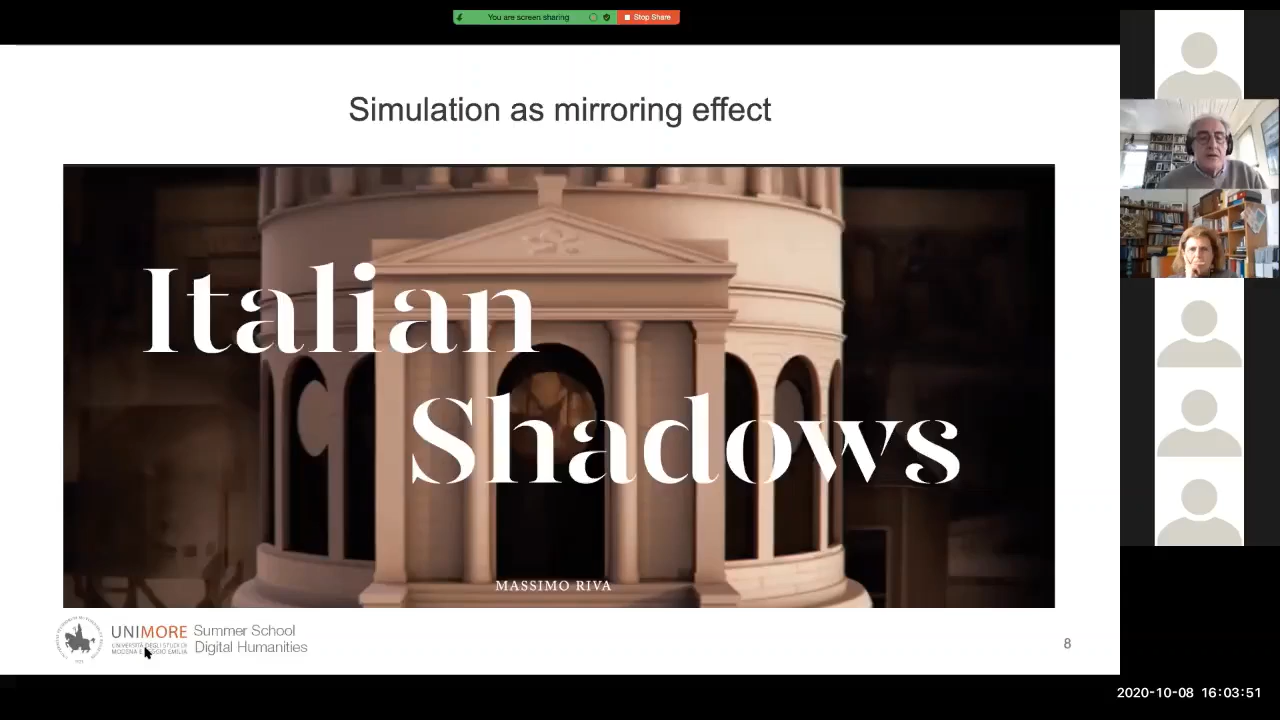 You are screen sharing
Stop Share
Simulation as mirroring effect
Italian
Shadows
MASSIMO RIVA
UNIMORE
UNIVERSITÀ DEGLI STUDI DI
MODENA E REGGIO EMILIA
Summer School
Digital Humanities
8
2020-10-08 16:03:51